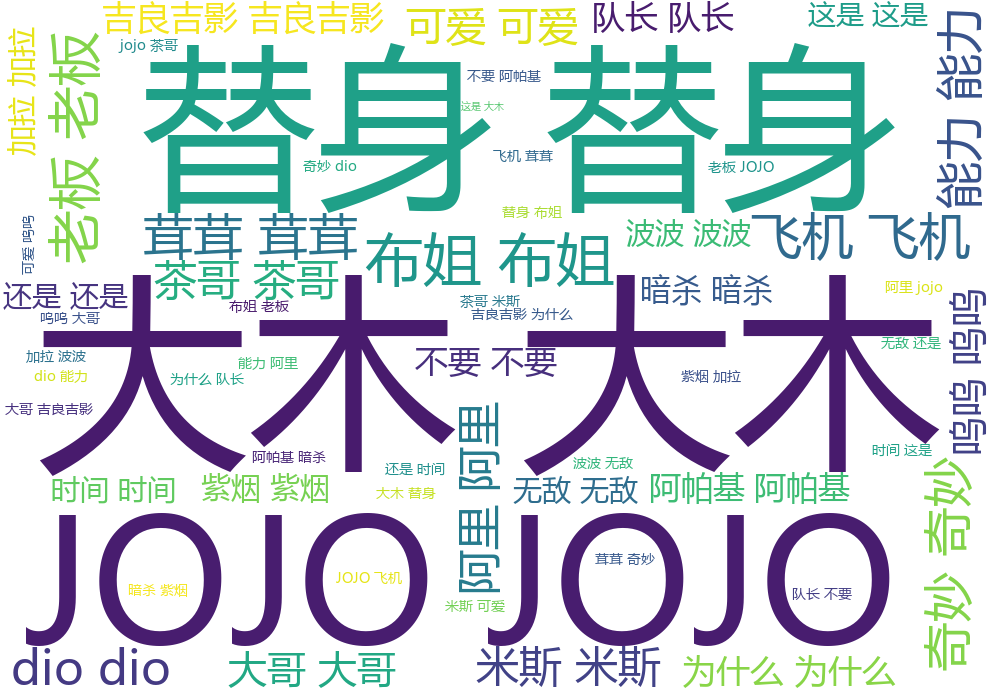 吉良吉影 吉良吉影
可爱 可爱
队长 队长
这是 这是
加拉 加拉
老板 老板
jojo 茶哥
替身 替身
不要 阿帕基
这是 大木
飞机 茸茸
奇妙 dio
老板 JOJO
能力 能力
替身 布姐
茸茸 茸茸
布姐 布姐
波波 波波
飞机 飞机
可爱 呜呜
茶哥 茶哥
还是 还是
暗杀 暗杀
阿里 jojo
布姐 老板
茶哥 米斯
吉良吉影 为什么
呜呜 大哥
大木 大木
无敌 还是
呜呜 呜呜
加拉 波波
能力 阿里
不要 不要
dio 能力
为什么 队长
紫烟 加拉
大哥 吉良吉影
阿帕基 暗杀
还是 时间
波波 无敌
时间 这是
阿里 阿里
时间 时间
紫烟 紫烟
大木 替身
无敌 无敌
阿帕基 阿帕基
奇妙 奇妙
JOJO JOJO
茸茸 奇妙
暗杀 紫烟
JOJO 飞机
队长 不要
米斯 可爱
dio dio
大哥 大哥
米斯 米斯
为什么 为什么